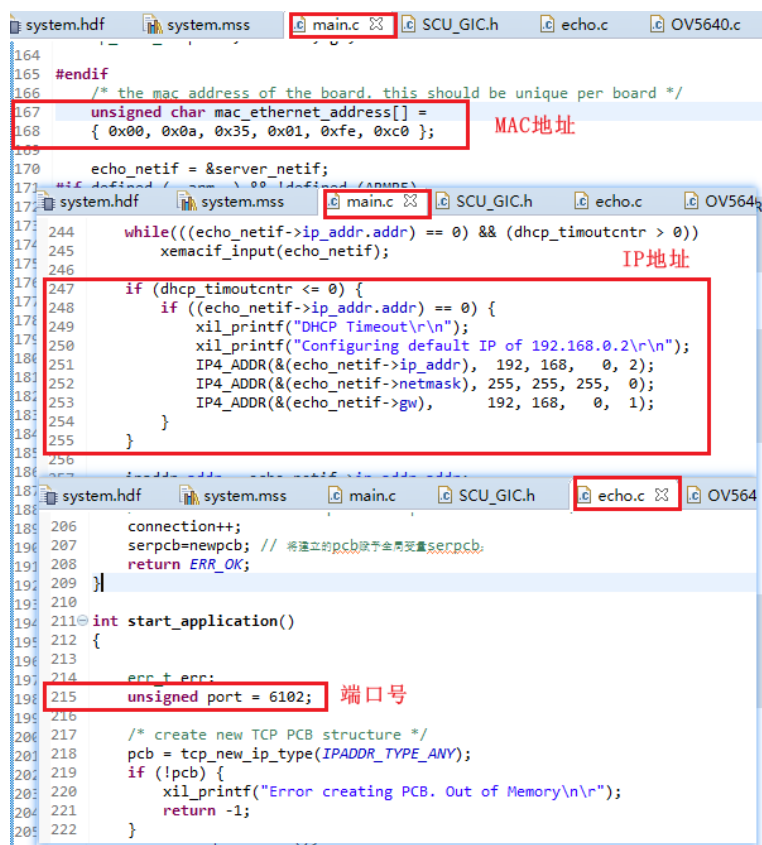 system.hdf system.mss main.c SCU_GIC.h echo.c OV5640.c
164
165 #endif
166 /* the mac address of the board. this should be unique per board */
167 unsigned char mac_ethernet_address[] =
168 { 0x00, 0x0a, 0x35, 0x01, 0xfe, 0xc0 };
MAC地址
169
170 echo_netif = &server_netif;
171
system.hdf system.mss main.c SCU_GIC.h echo.c OV564
244 while(((echo_netif->ip_addr.addr) == 0) && (dhcp_timoutcntr > 0))
245 xemacif_input(echo_netif);
IP地址
246
247 if (dhcp_timoutcntr <= 0) {
248 if ((echo_netif->ip_addr.addr) == 0) {
249 xil_printf("DHCP Timeout\r\n");
250 xil_printf("Configuring default IP of 192.168.0.2\r\n");
251 IP4_ADDR(&(echo_netif->ip_addr), 192, 168, 0, 2);
252 IP4_ADDR(&(echo_netif->netmask), 255, 255, 255, 0);
253 IP4_ADDR(&(echo_netif->gw), 192, 168, 0, 1);
254 }
255 }
256
system.hdf system.mss main.c SCU_GIC.h echo.c OV564
206 connection++;
207 serpcb=newpcb; // 将建立的pcb赋予全局变量serpcb;
208 return ERR_OK;
209 }
210
211 int start_application()
212 {
213
214 err_t err;
215 unsigned port = 6102;
端口号
216
217 /* create new TCP PCB structure */
218 pcb = tcp_new_ip_type(IPADDR_TYPE_ANY);
219 if (!pcb) {
220 xil_printf("Error creating PCB. Out of Memory\n\r");
221 return -1;
222 }